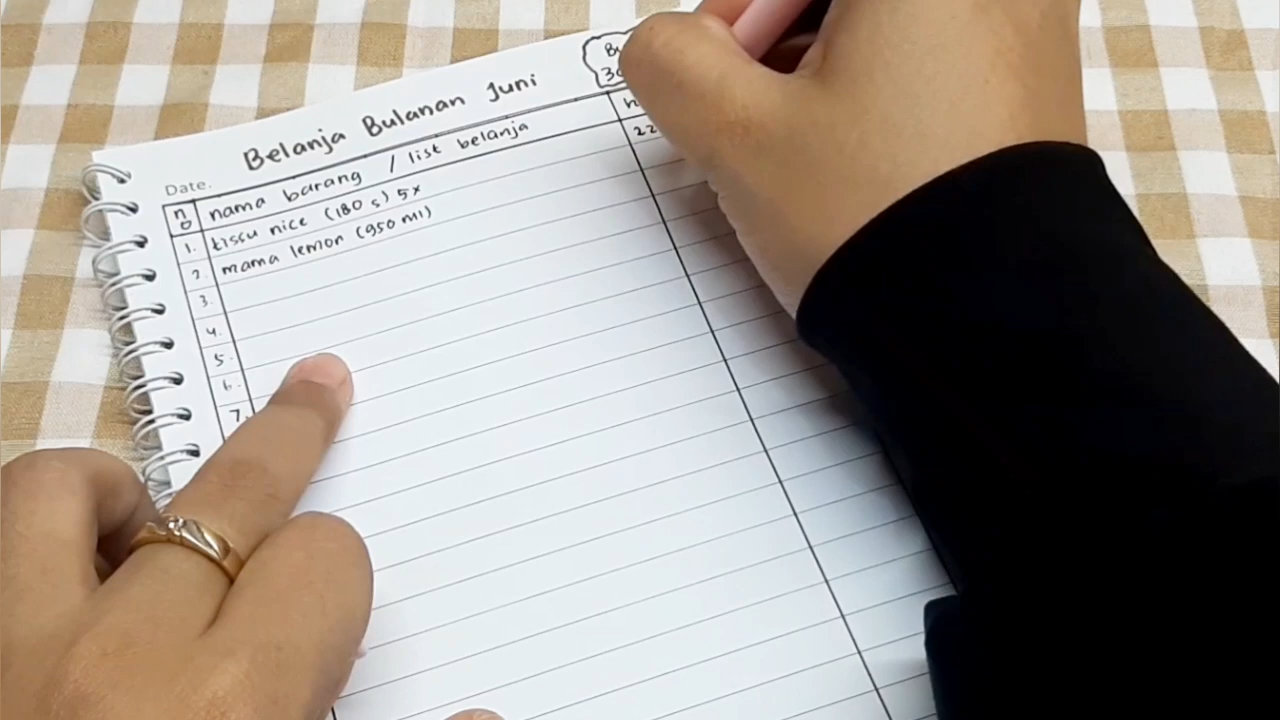 Belanja Bulanan Juni
Date.
no nama barang / list belanja
1. tissu nice (180 s) 5x 22
2. mama lemon (950 ml)
3.
4.
5.
6.
7.